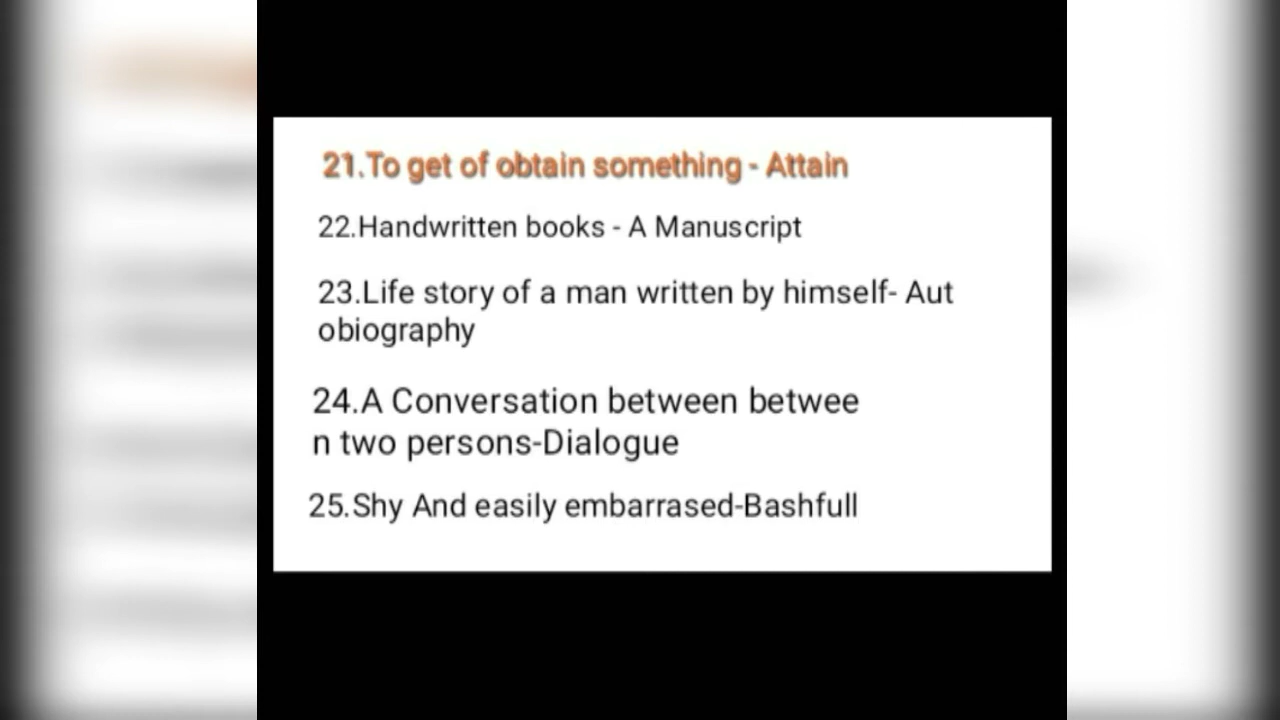 21.To get of obtain something - Attain
22.Handwritten books - A Manuscript
23.Life story of a man written by himself- Aut
obiography
24.A Conversation between betwee
n two persons-Dialogue
25.Shy And easily embarrased-Bashfull